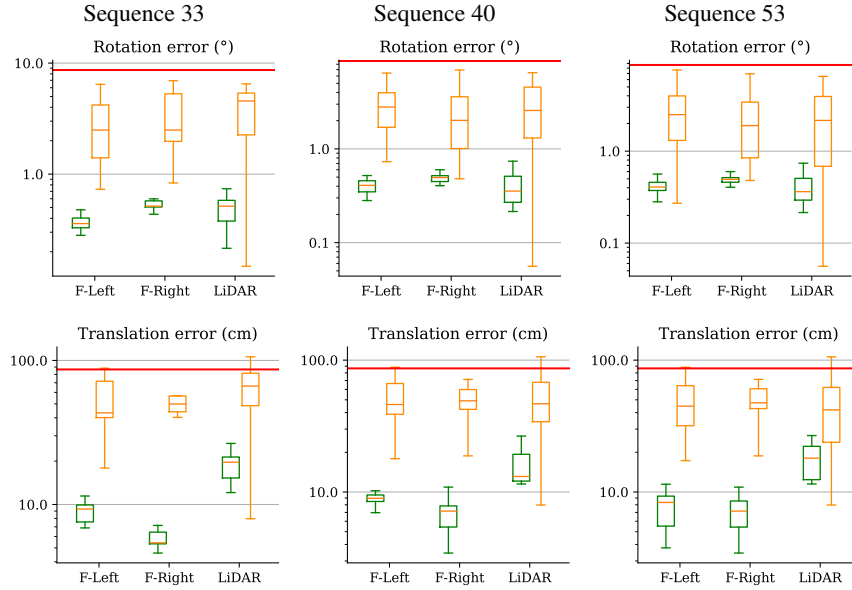 Sequence 33
Sequence 40
Sequence 53
Rotation error (°)
Rotation error (°)
Rotation error (°)
10.0
1.0
1.0
0.1
1.0
0.1
F-Left F-Right LiDAR
F-Left F-Right LiDAR
F-Left F-Right LiDAR
Translation error (cm)
Translation error (cm)
Translation error (cm)
100.0
10.0
100.0
10.0
100.0
10.0
F-Left F-Right LiDAR
F-Left F-Right LiDAR
F-Left F-Right LiDAR